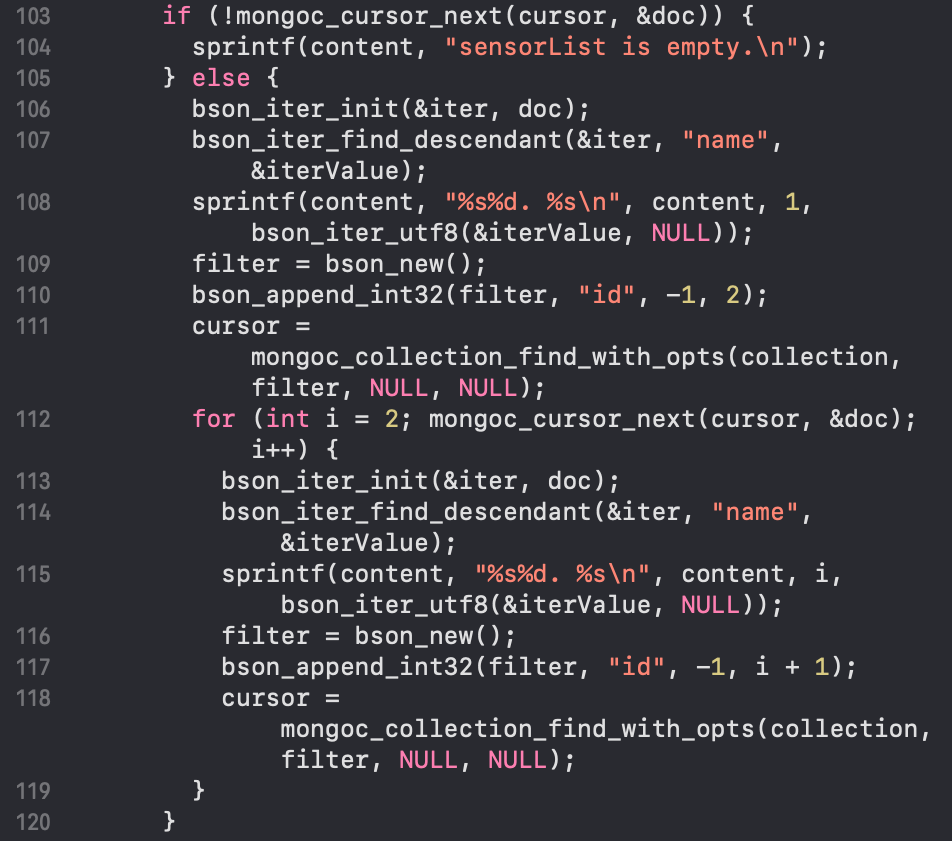 103 if (!mongoc_cursor_next(cursor, &doc)) {
104 sprintf(content, "sensorList is empty.\n");
105 } else {
106 bson_iter_init(&iter, doc);
107 bson_iter_find_descendant(&iter, "name",
&iterValue);
108 sprintf(content, "%s%d. %s\n", content, 1,
bson_iter_utf8(&iterValue, NULL));
109 filter = bson_new();
110 bson_append_int32(filter, "id", -1, 2);
111 cursor =
mongoc_collection_find_with_opts(collection,
filter, NULL, NULL);
112 for (int i = 2; mongoc_cursor_next(cursor, &doc);
i++) {
113 bson_iter_init(&iter, doc);
114 bson_iter_find_descendant(&iter, "name",
&iterValue);
115 sprintf(content, "%s%d. %s\n", content, i,
bson_iter_utf8(&iterValue, NULL));
116 filter = bson_new();
117 bson_append_int32(filter, "id", -1, i + 1);
118 cursor =
mongoc_collection_find_with_opts(collection,
filter, NULL, NULL);
119 }
120 }